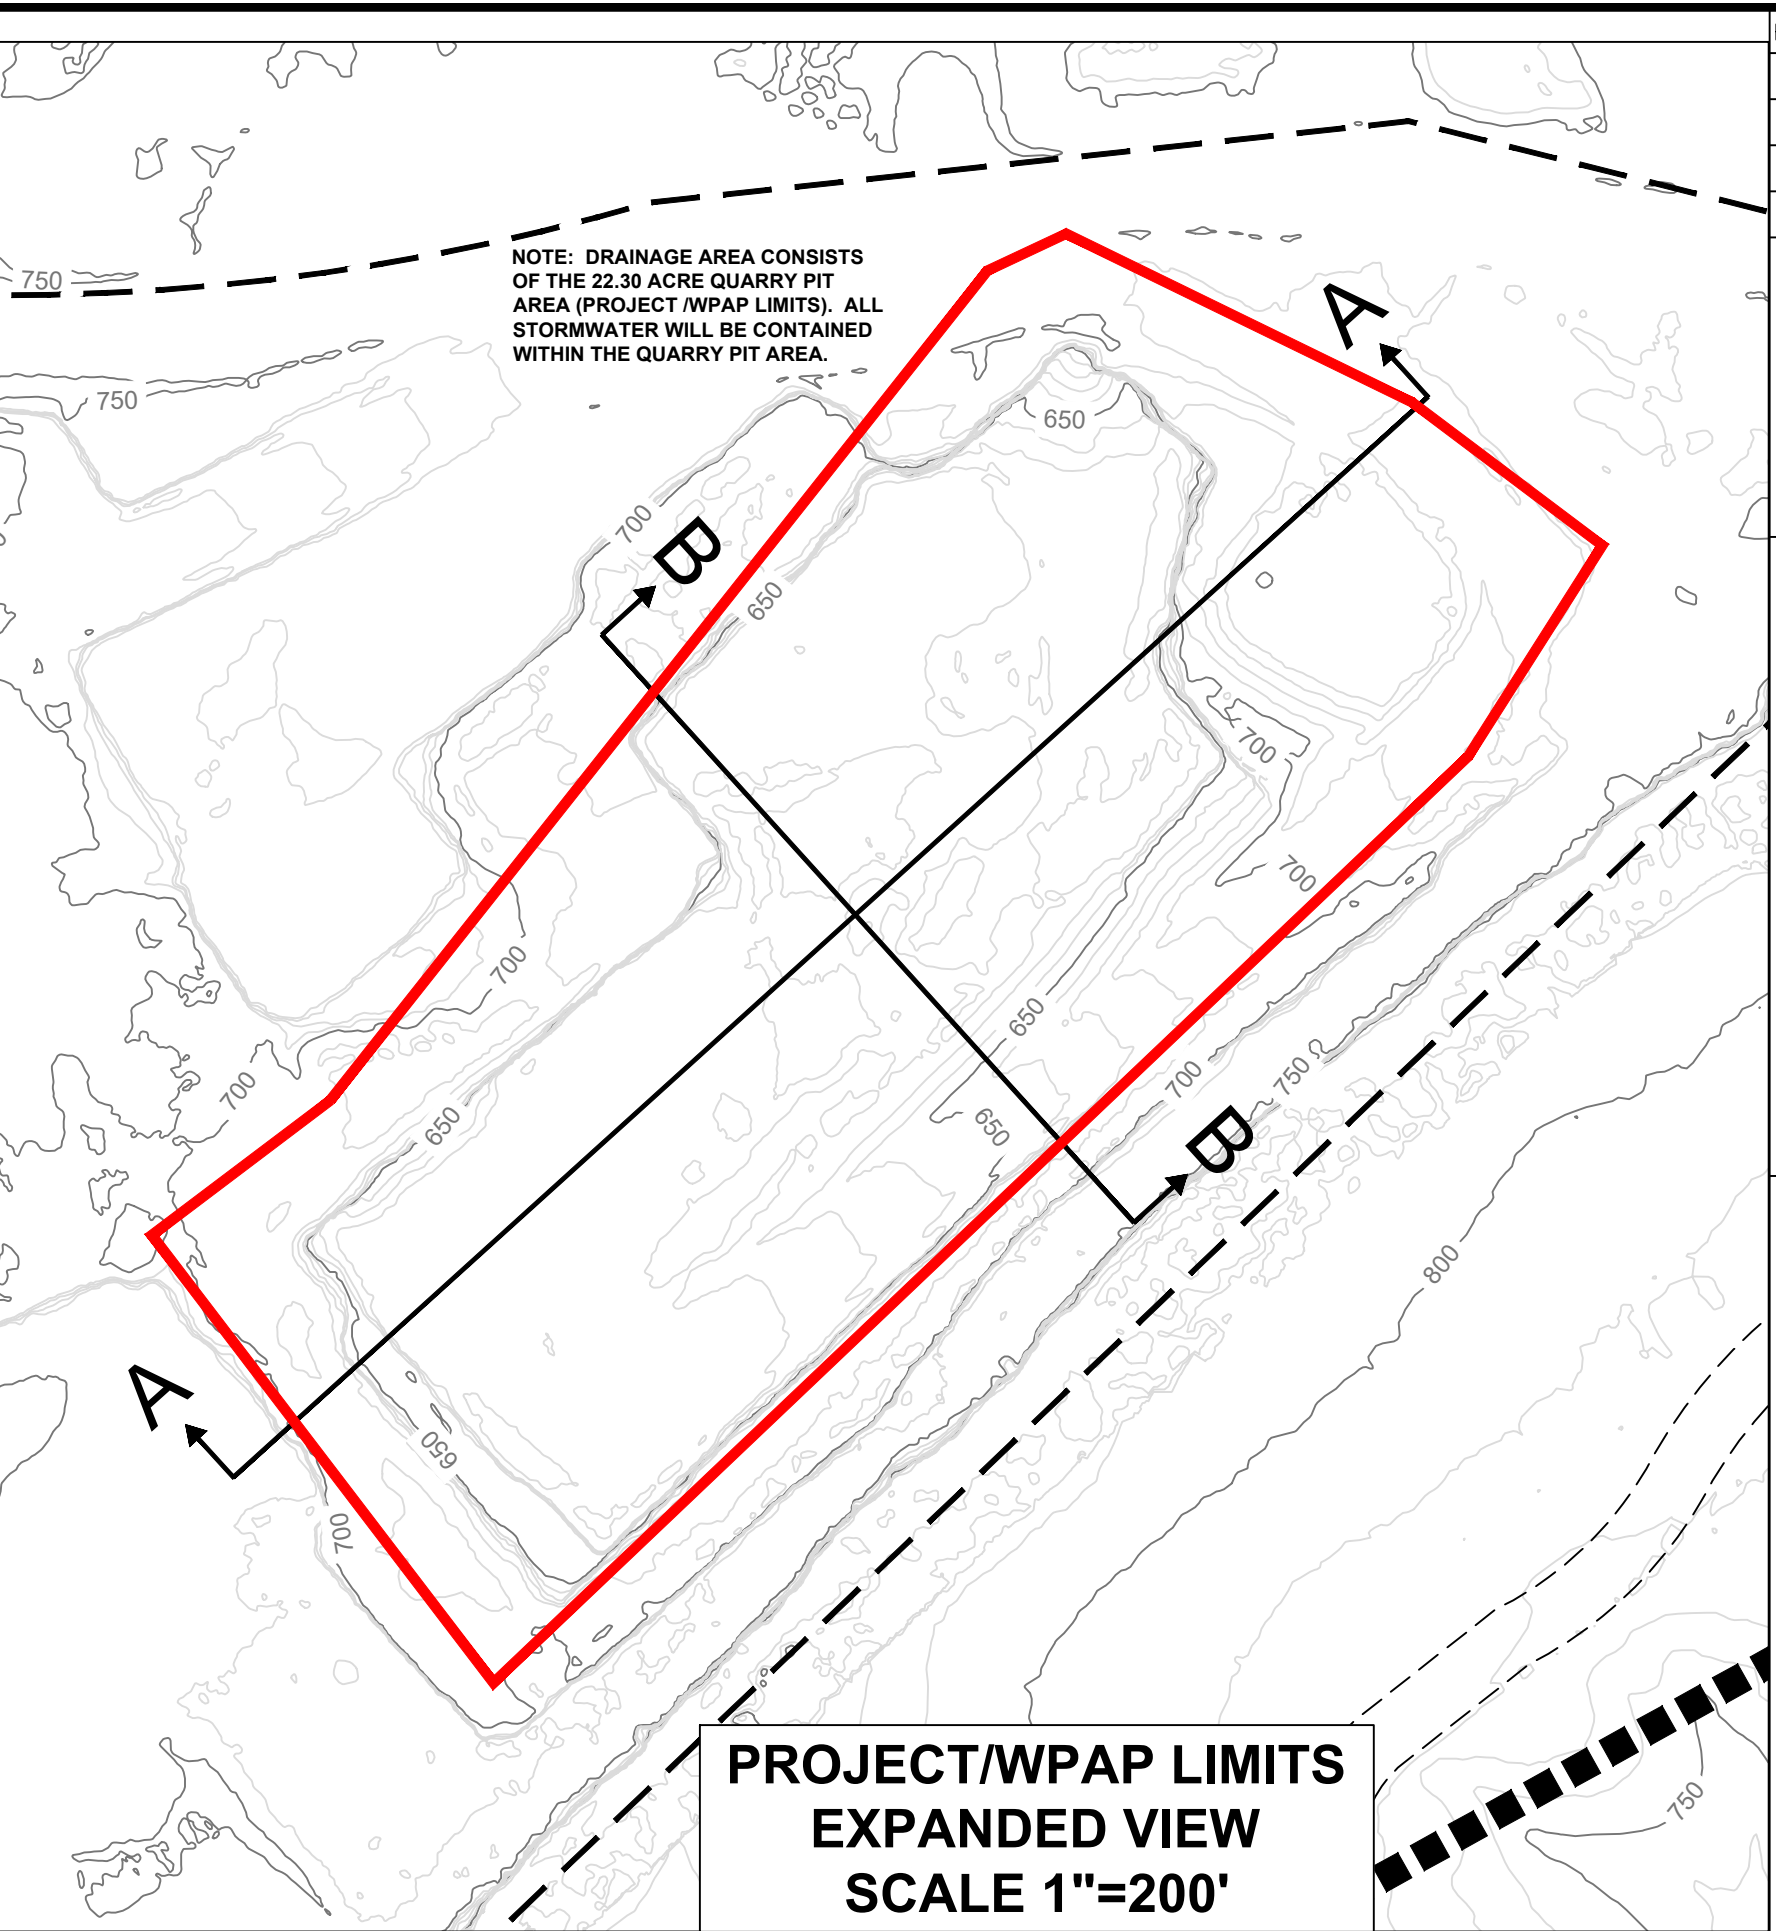 NOTE: DRAINAGE AREA CONSISTS
OF THE 22.30 ACRE QUARRY PIT
AREA (PROJECT /WPAP LIMITS). ALL
STORMWATER WILL BE CONTAINED
WITHIN THE QUARRY PIT AREA.
750
A
750
650
700
B
650
700
700
700
650
700
700
650
650
750
B
800
A
650
700
750
PROJECT/WPAP LIMITS
EXPANDED VIEW
SCALE 1"=200'